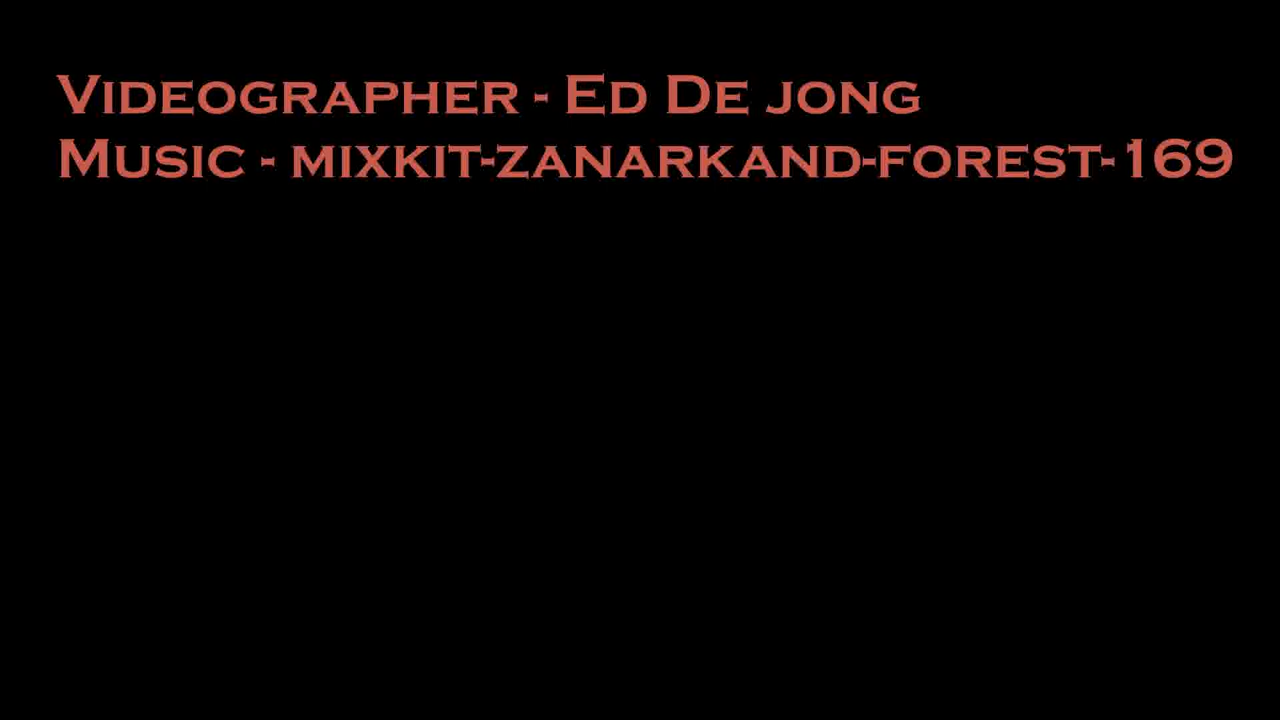 Videographer - Ed De jong
Music - mixkit-zanarkand-forest-169